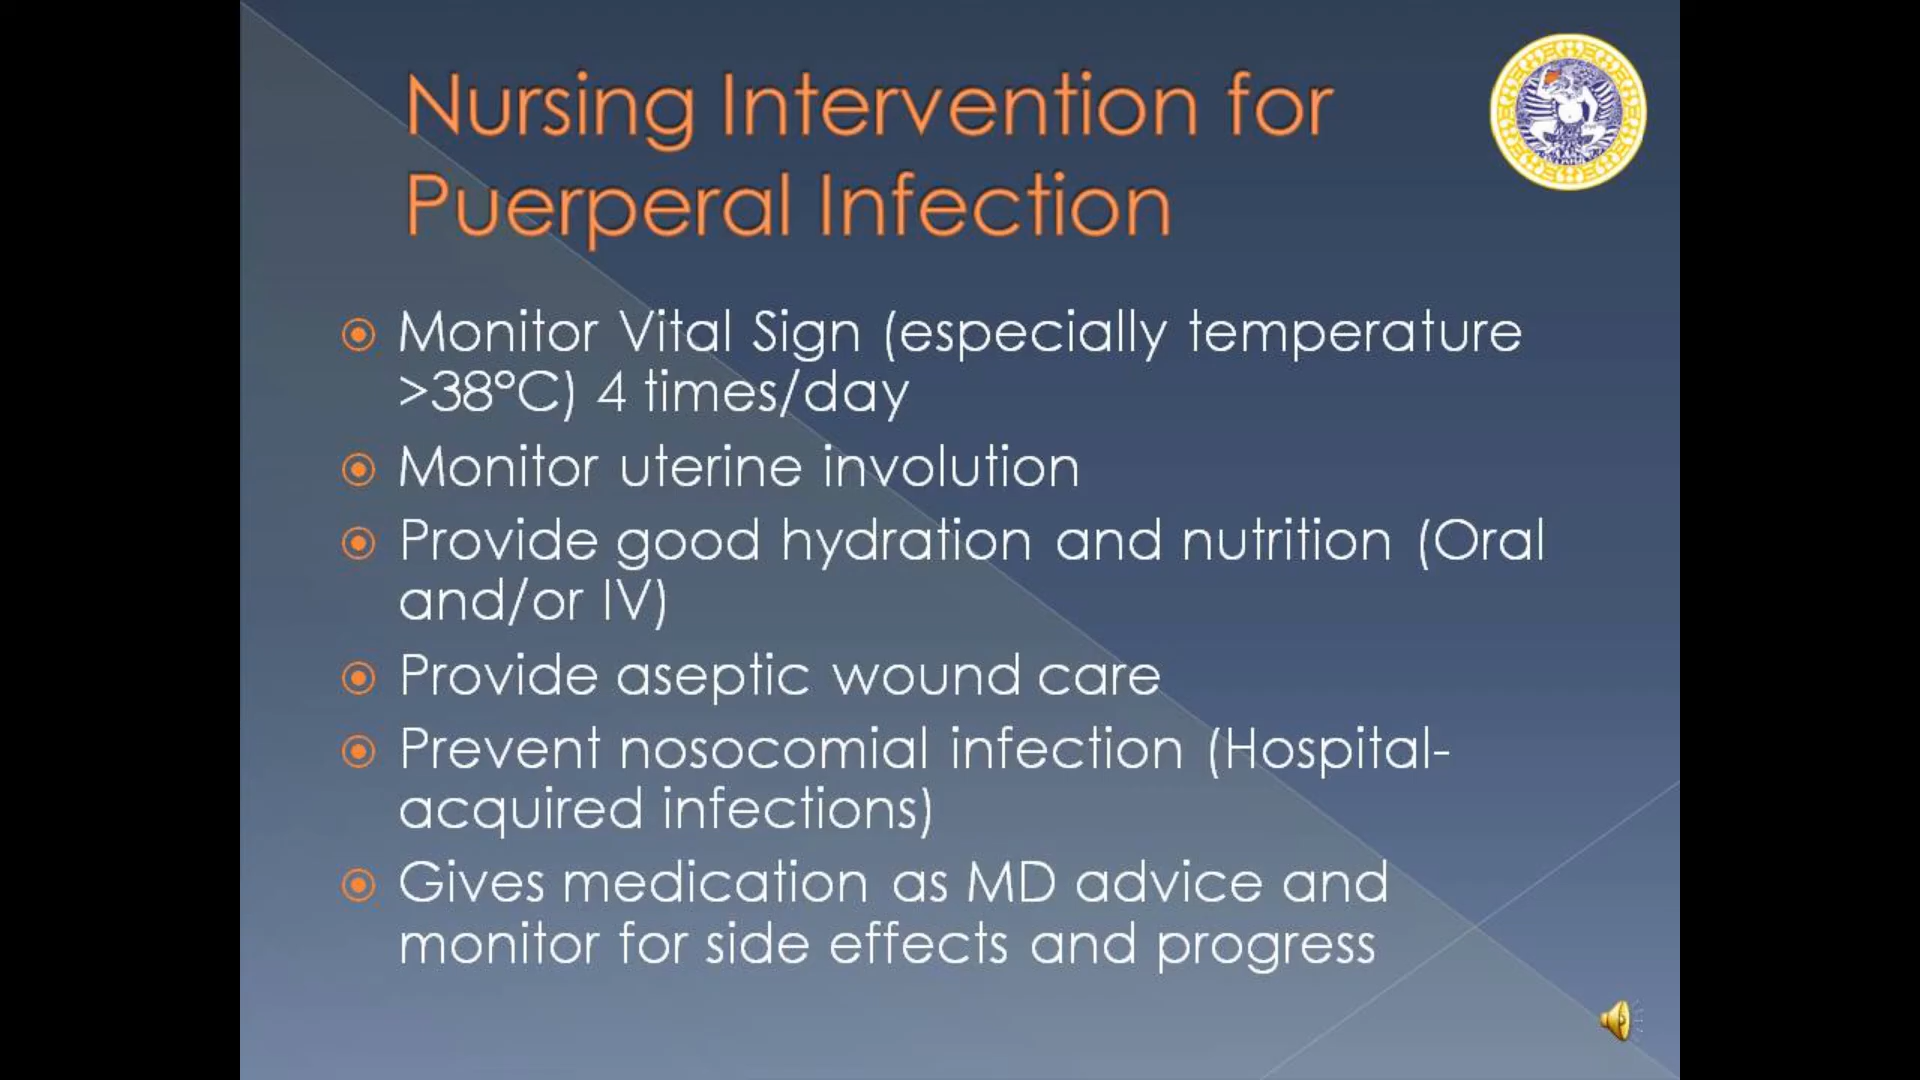 Nursing Intervention for
Puerperal Infection
Monitor Vital Sign (especially temperature
>38°C) 4 times/day
Monitor uterine involution
Provide good hydration and nutrition (Oral
and/or IV)
Provide aseptic wound care
Prevent nosocomial infection (Hospital-
acquired infections)
Gives medication as MD advice and
monitor for side effects and progress